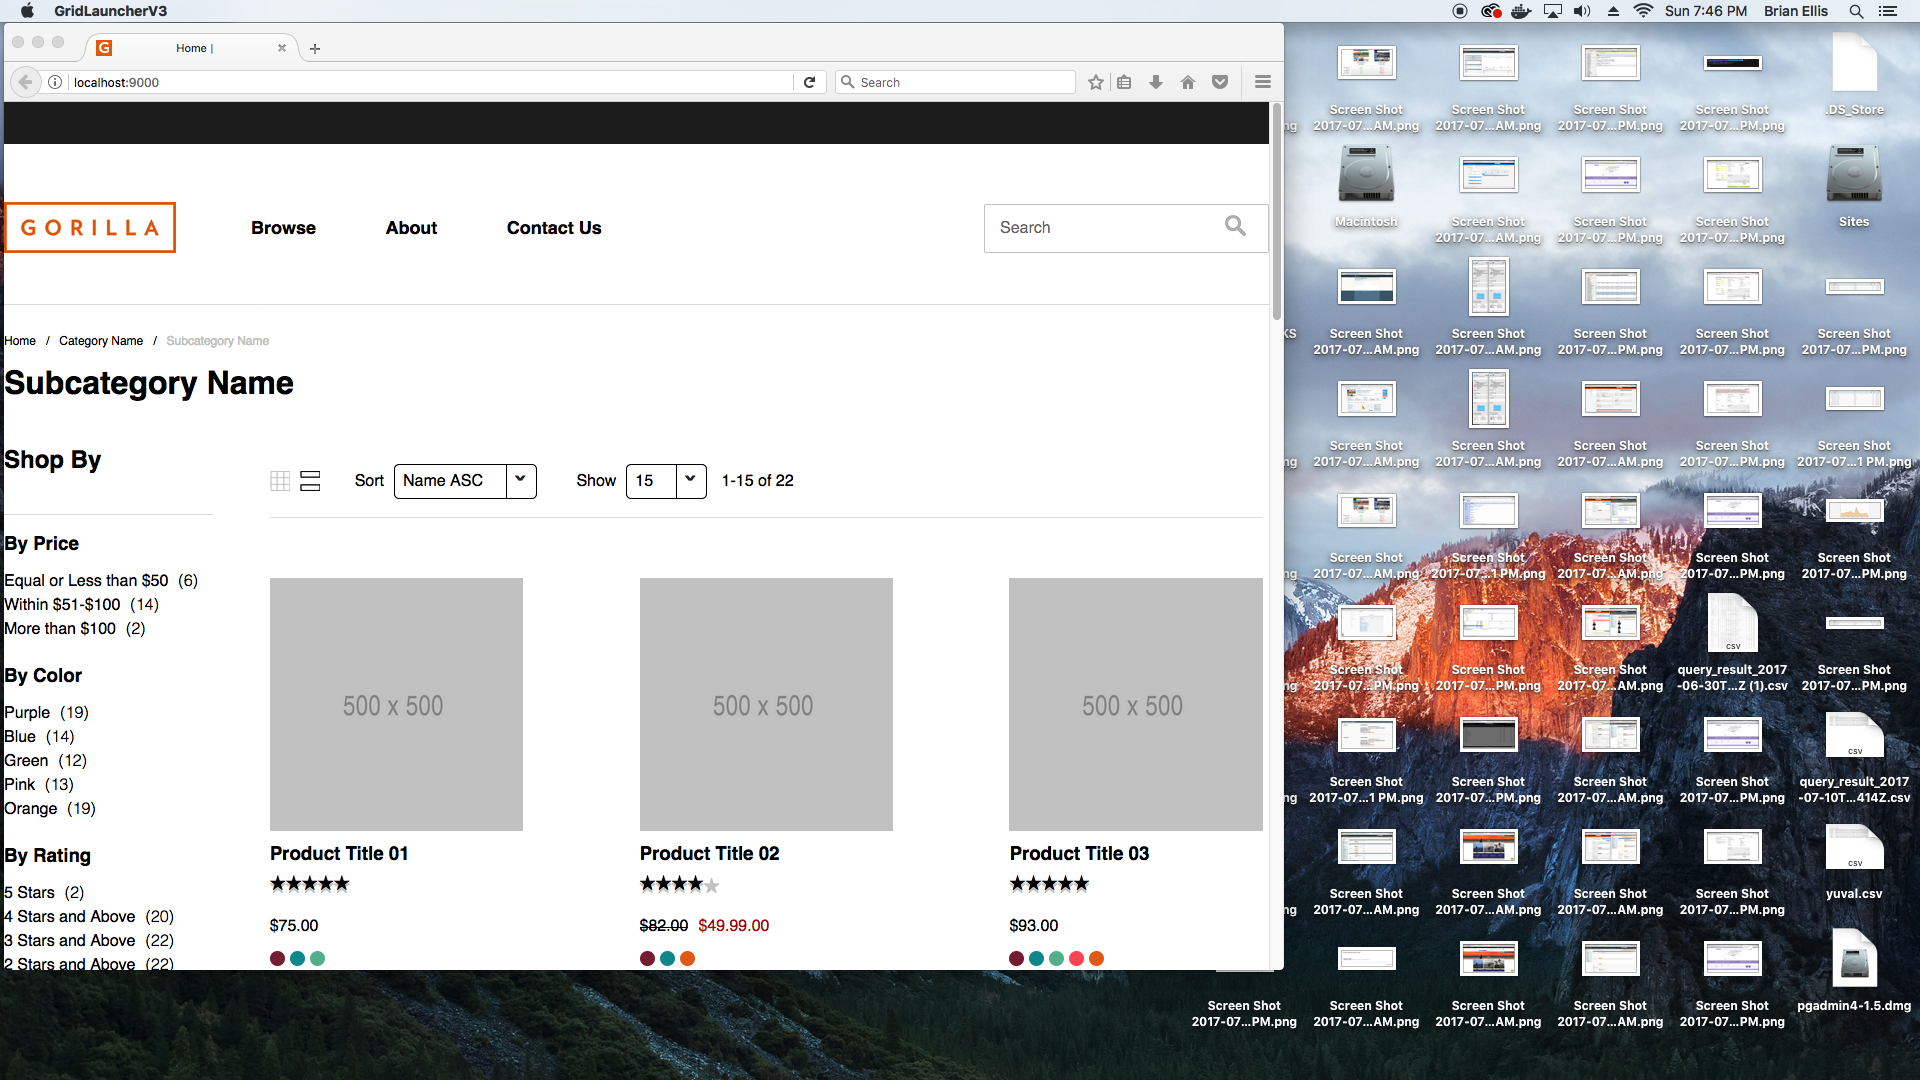 GridLauncherV3
Sun 7:46 PM Brian Ellis
Home |
localhost:9000
Search
GORILLA
Browse
About
Contact Us
Search
Home / Category Name / Subcategory Name
Subcategory Name
Shop By
Sort Name ASC Show 15 1-15 of 22
By Price
Equal or Less than $50 (6)
Within $51-$100 (14)
More than $100 (2)
By Color
Purple (19)
Blue (14)
Green (12)
Pink (13)
Orange (19)
By Rating
5 Stars (2)
4 Stars and Above (20)
3 Stars and Above (22)
2 Stars and Above (22)
500 x 500
500 x 500
500 x 500
Product Title 01
$75.00
Product Title 02
$82.00 $49.99.00
Product Title 03
$93.00
Screen Shot Screen Shot Screen Shot Screen Shot .DS_Store
ng 2017-07...AM.png 2017-07...AM.png 2017-07...PM.png 2017-07...PM.png
Macintosh Screen Shot Screen Shot Screen Shot Sites
2017-07...AM.png 2017-07...PM.png 2017-07...PM.png
KS Screen Shot Screen Shot Screen Shot Screen Shot Screen Shot
2017-07...AM.png 2017-07...AM.png 2017-07...PM.png 2017-07...PM.png 2017-07...PM.png
Screen Shot Screen Shot Screen Shot Screen Shot Screen Shot
ng 2017-07...AM.png 2017-07...AM.png 2017-07...AM.png 2017-07...PM.png 2017-07...1 PM.png
Screen Shot Screen Shot Screen Shot Screen Shot Screen Shot
ng 2017-07...AM.png 2017-07...1 PM.png 2017-07...AM.png 2017-07...PM.png 2017-07...PM.png
CSV
Screen Shot Screen Shot Screen Shot query_result_2017 Screen Shot
ng 2017-07...PM.png 2017-07...PM.png 2017-07...AM.png -06-30T...Z (1).csv 2017-07...PM.png
CSV
Screen Shot Screen Shot Screen Shot Screen Shot query_result_2017
ng 2017-07...1 PM.png 2017-07...PM.png 2017-07...AM.png 2017-07...PM.png -07-10T...414Z.csv
CSV
Screen Shot Screen Shot Screen Shot Screen Shot yuval.csv
ng 2017-07...AM.png 2017-07...AM.png 2017-07...AM.png 2017-07...PM.png
Screen Shot Screen Shot Screen Shot Screen Shot Screen Shot pgadmin4-1.5.dmg
2017-07...PM.png 2017-07...AM.png 2017-07...AM.png 2017-07...AM.png 2017-07...PM.png